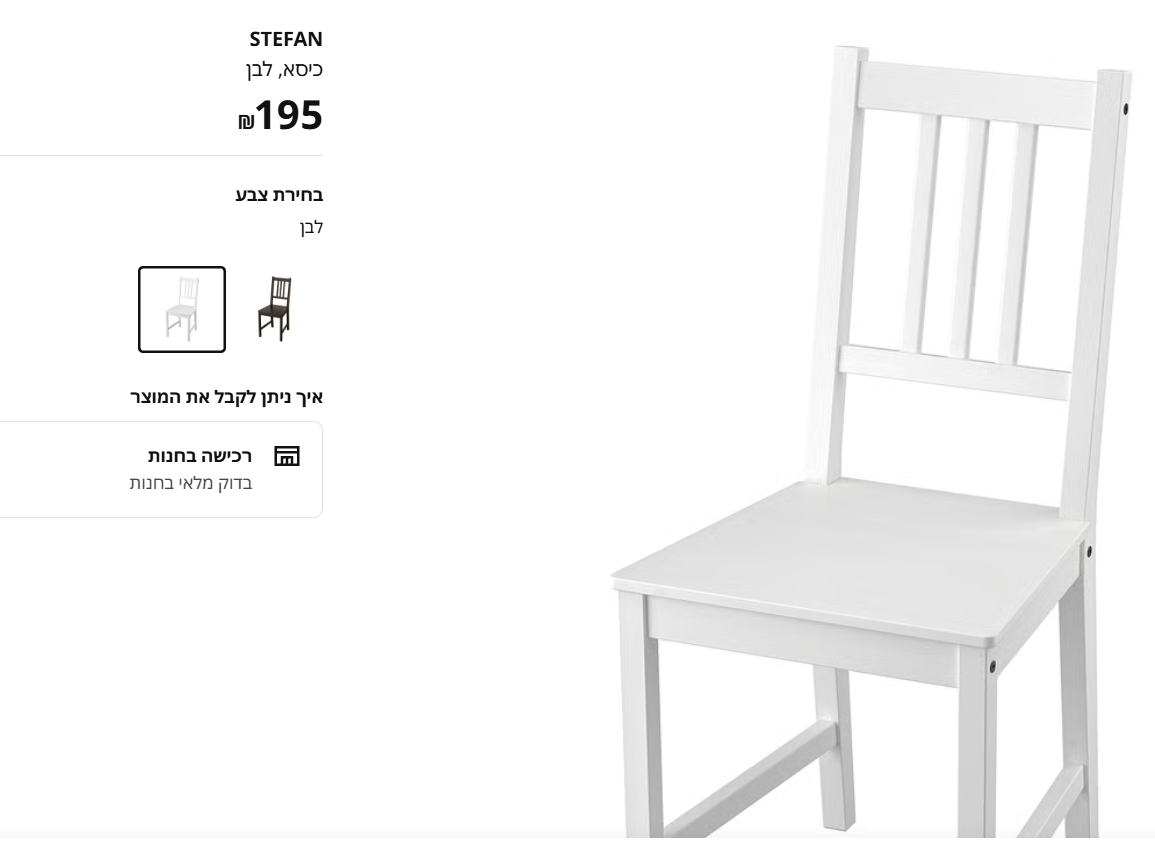 STEFAN
כיסא, לבן
195₪
בחירת צבע
לבן
איך ניתן לקבל את המוצר
רכישה בחנות
בדוק מלאי בחנות